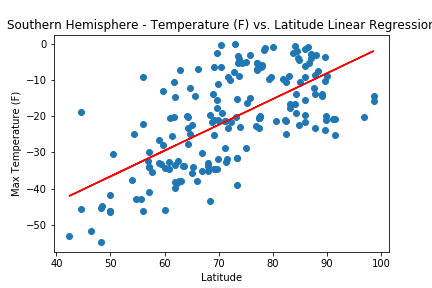 Southern Hemisphere - Temperature (F) vs. Latitude Linear Regression
0
−10
−20
−30
−40
−50
Max Temperature (F)
40 50 60 70 80 90 100
Latitude